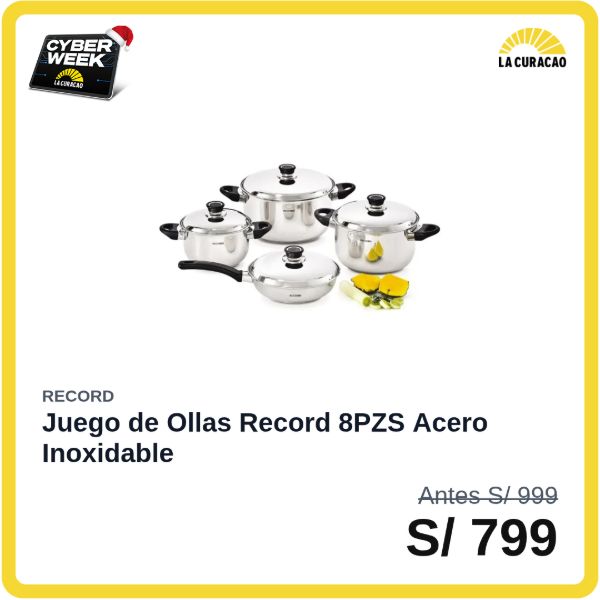 CYBER
WEEK
LA CURACAO
LA CURACAO
RECORD
Juego de Ollas Record 8PZS Acero
Inoxidable
Antes S/ 999
S/ 799